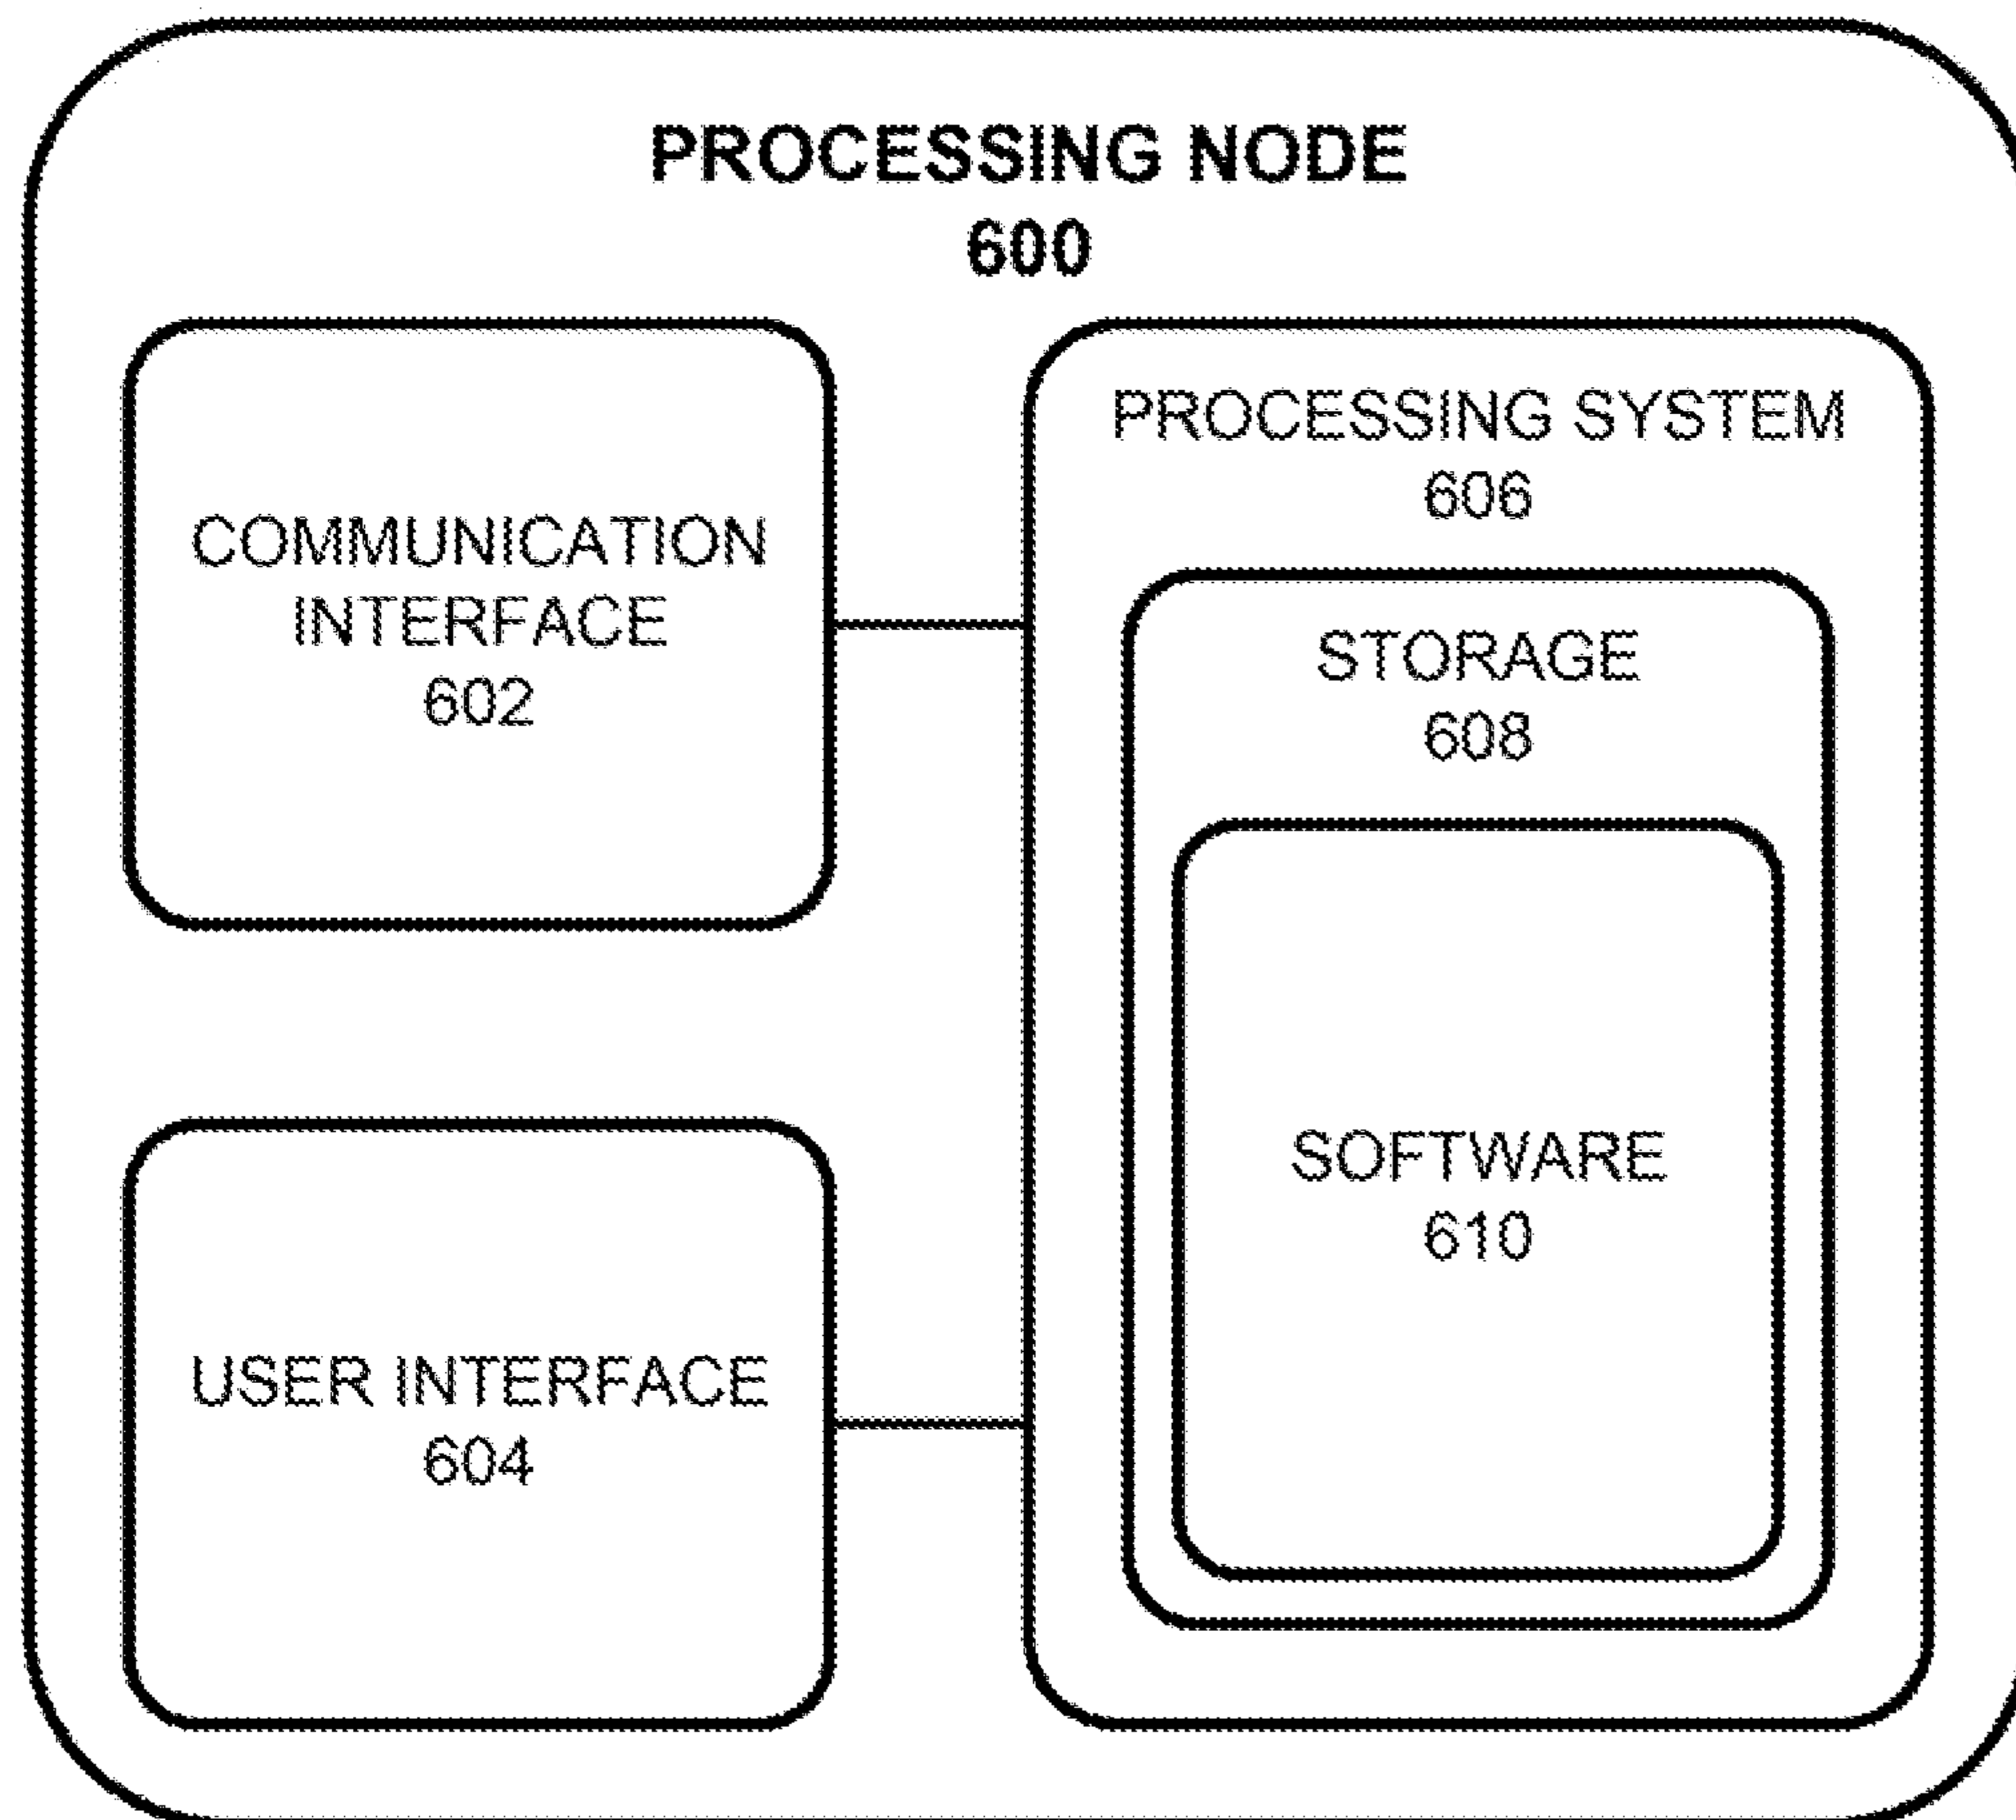 PROCESSING NODE
600
COMMUNICATION
INTERFACE
602
USER INTERFACE
604
PROCESSING SYSTEM
606
STORAGE
608
SOFTWARE
610